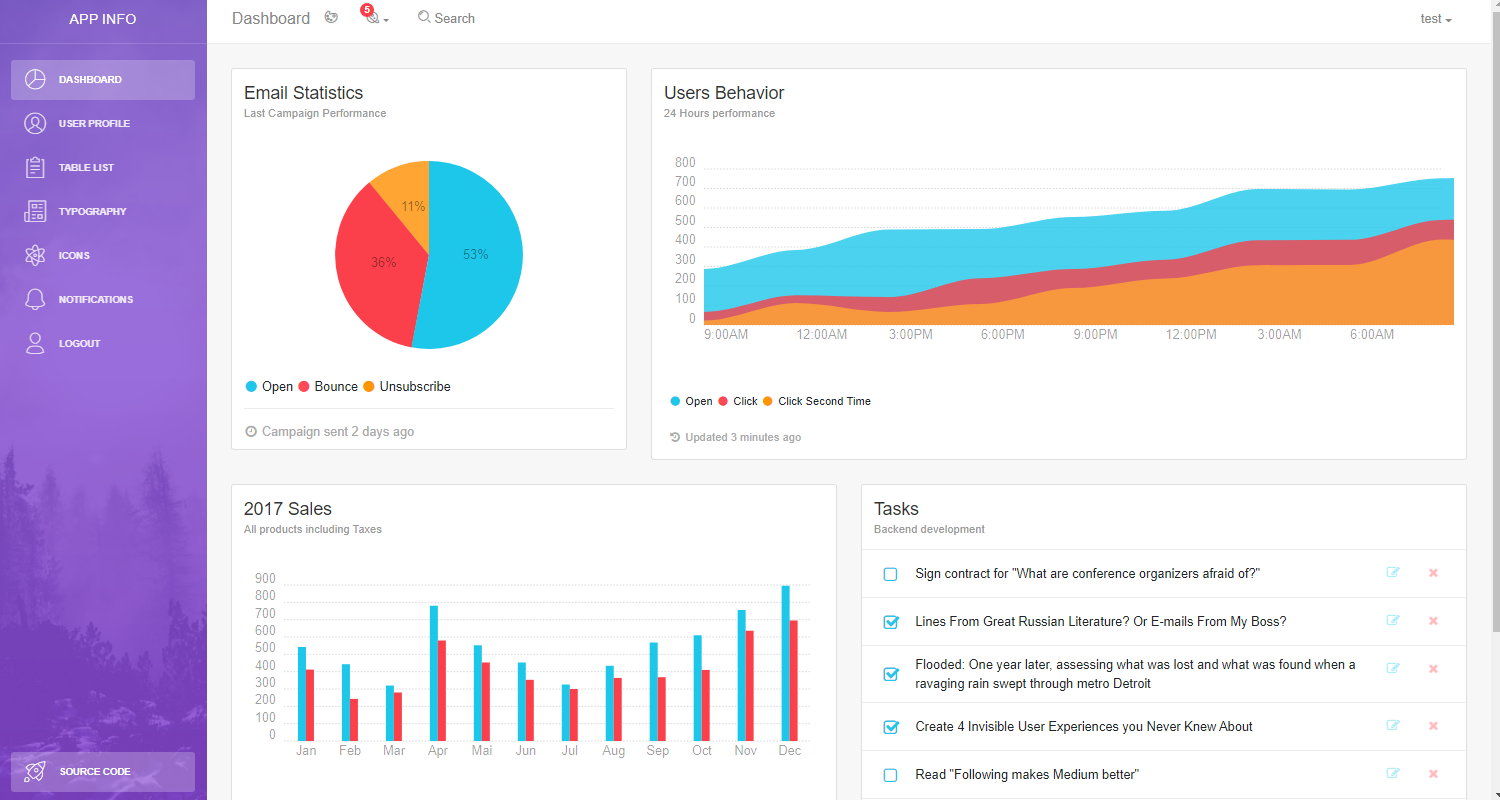 APP INFO
DASHBOARD
USER PROFILE
TABLE LIST
TYPOGRAPHY
ICONS
NOTIFICATIONS
LOGOUT
SOURCE CODE
Dashboard 5 Search test
Email Statistics
Last Campaign Performance
11%
53%
36%
Open Bounce Unsubscribe
Campaign sent 2 days ago
Users Behavior
24 Hours performance
800
700
600
500
400
300
200
100
0
9:00AM 12:00AM 3:00PM 6:00PM 9:00PM 12:00PM 3:00AM 6:00AM
Open Click Click Second Time
Updated 3 minutes ago
2017 Sales
All products including Taxes
900
800
700
600
500
400
300
200
100
0
Jan Feb Mar Apr Mai Jun Jul Aug Sep Oct Nov Dec
Tasks
Backend development
Sign contract for "What are conference organizers afraid of?"
Lines From Great Russian Literature? Or E-mails From My Boss?
Flooded: One year later, assessing what was lost and what was found when a
ravaging rain swept through metro Detroit
Create 4 Invisible User Experiences you Never Knew About
Read "Following makes Medium better"